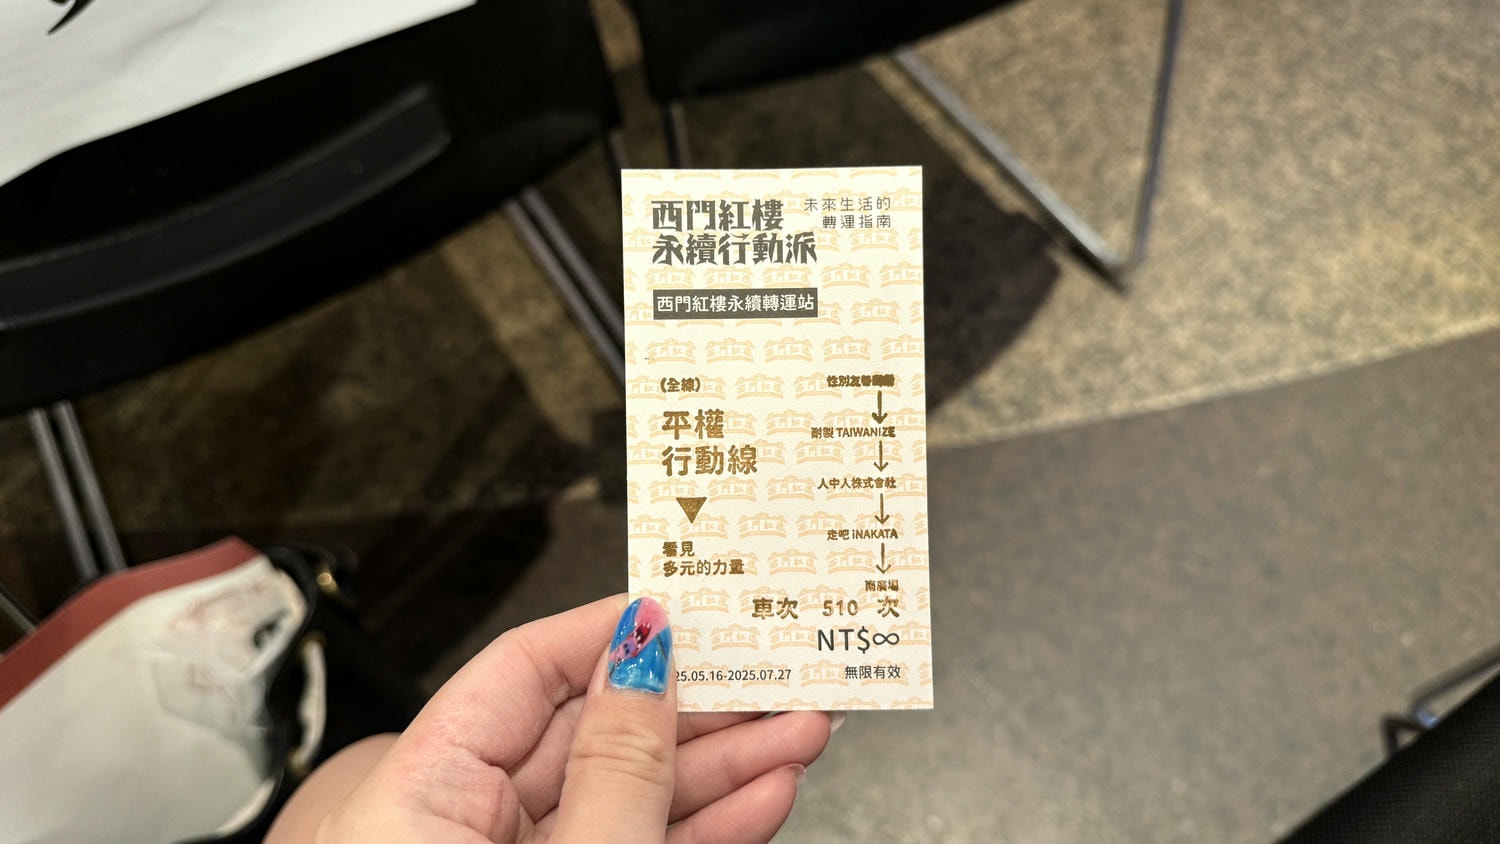 西門紅樓
永續行動派
未來生活的
轉運指南
西門紅樓永續轉運站
(全線)
平權
行動線
看見
多元的力量
性別友善
耐製 TAIWANIZE
人中人株式會社
走吧 iNAKATA
南廣場
車次 510 次
NT$∞
25.05.16-2025.07.27
無限有效